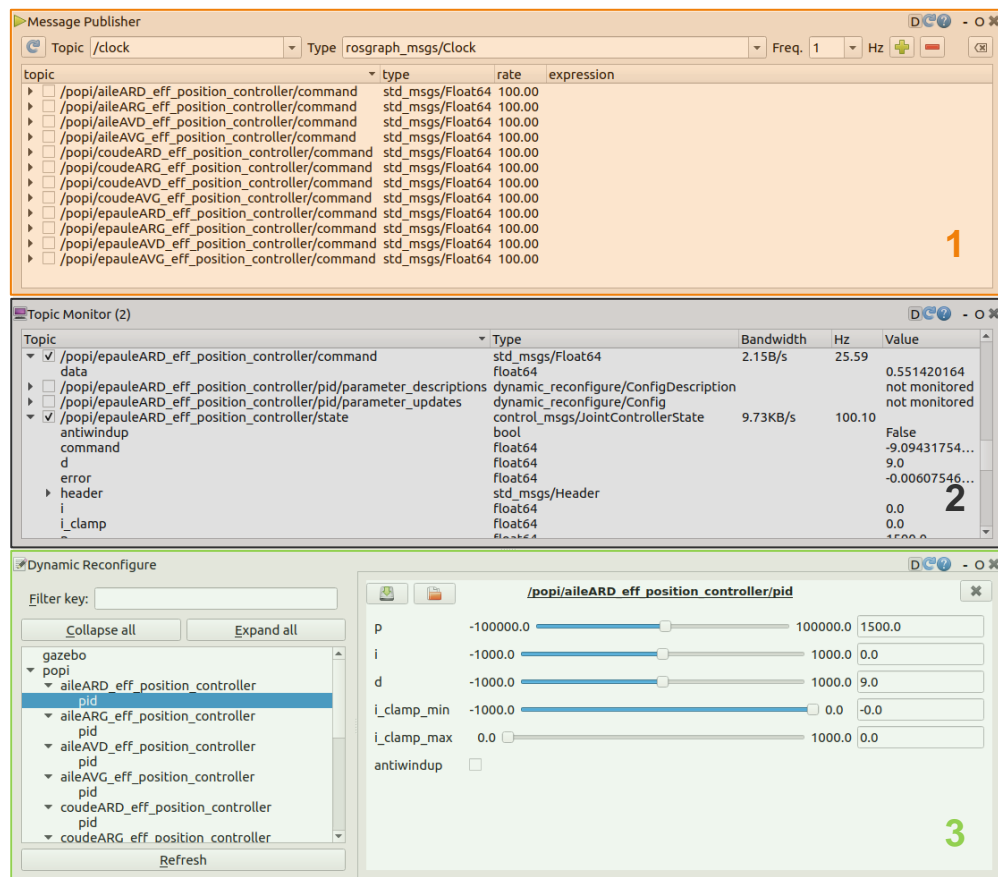 Message Publisher D - O
Topic /clock Type rosgraph_msgs/Clock Freq. 1 Hz
topic type rate expression
/popi/aileARD_eff_position_controller/command std_msgs/Float64 100.00
/popi/aileARG_eff_position_controller/command std_msgs/Float64 100.00
/popi/aileAVD_eff_position_controller/command std_msgs/Float64 100.00
/popi/aileAVG_eff_position_controller/command std_msgs/Float64 100.00
/popi/coudeARD_eff_position_controller/command std_msgs/Float64 100.00
/popi/coudeARG_eff_position_controller/command std_msgs/Float64 100.00
/popi/coudeAVD_eff_position_controller/command std_msgs/Float64 100.00
/popi/coudeAVG_eff_position_controller/command std_msgs/Float64 100.00
/popi/epauleARD_eff_position_controller/command std_msgs/Float64 100.00
/popi/epauleARG_eff_position_controller/command std_msgs/Float64 100.00
/popi/epauleAVD_eff_position_controller/command std_msgs/Float64 100.00
/popi/epauleAVG_eff_position_controller/command std_msgs/Float64 100.00
1
Topic Monitor (2) D - O
Topic Type Bandwidth Hz Value
/popi/epauleARD_eff_position_controller/command std_msgs/Float64 2.15B/s 25.59
data float64 0.551420164
/popi/epauleARD_eff_position_controller/pid/parameter_descriptions dynamic_reconfigure/ConfigDescription not monitored
/popi/epauleARD_eff_position_controller/pid/parameter_updates dynamic_reconfigure/Config not monitored
/popi/epauleARD_eff_position_controller/state control_msgs/JointControllerState 9.73KB/s 100.10
antiwindup bool False
command float64 -9.09431754...
d float64 9.0
error float64 -0.00607546...
header std_msgs/Header
i float64 0.0
i_clamp float64 0.0
float64 1500.0
2
Dynamic Reconfigure D - O
Filter key:
Collapse all Expand all
gazebo
popi
aileARD_eff_position_controller
pid
aileARG_eff_position_controller
pid
aileAVD_eff_position_controller
pid
aileAVG_eff_position_controller
pid
coudeARD_eff_position_controller
pid
coudeARG_eff_position_controller
Refresh
/popi/aileARD_eff_position_controller/pid
p -100000.0 100000.0 1500.0
i -1000.0 1000.0 0.0
d -1000.0 1000.0 9.0
i_clamp_min -1000.0 0.0 -0.0
i_clamp_max 0.0 1000.0 0.0
antiwindup
3